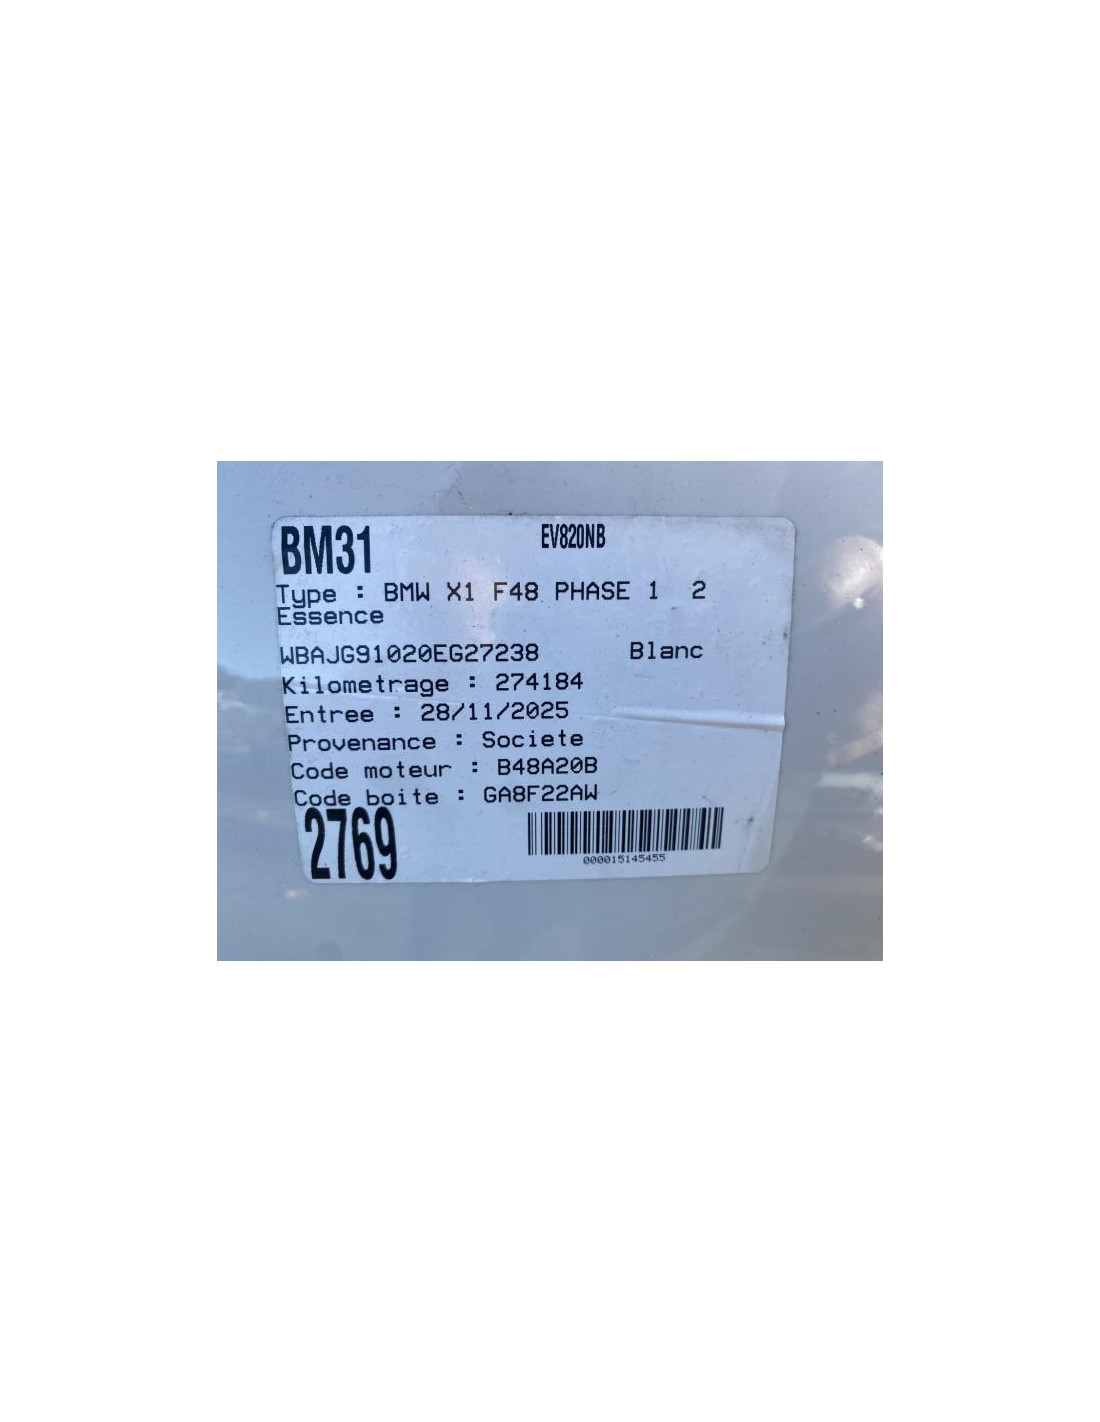 BM31 EV820NB
Type : BMW X1 F48 PHASE 1 2
Essence
WBAJG91020EG27238 Blanc
Kilometrage : 274184
Entree : 28/11/2025
Provenance : Societe
Code moteur : B48A20B
Code boite : GA8F22AW
2769
000015145455